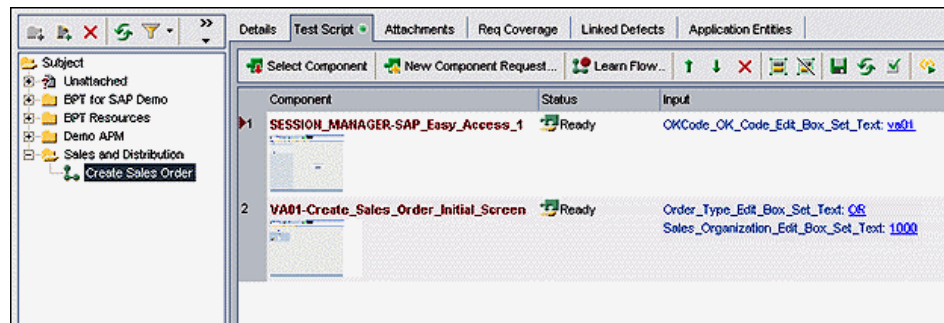 Details Test Script Attachments Req Coverage Linked Defects Application Entities
Subject
Unattached
BPT for SAP Demo
BPT Resources
Demo APM
Sales and Distribution
Create Sales Order
Select Component New Component Request... Learn Flow...
Component Status Input
1 SESSION_MANAGER-SAP_Easy_Access_1 Ready OKCode_OK_Code_Edit_Box_Set_Text: va01
2 VA01-Create_Sales_Order_Initial_Screen Ready Order_Type_Edit_Box_Set_Text: OR
Sales_Organization_Edit_Box_Set_Text: 1000